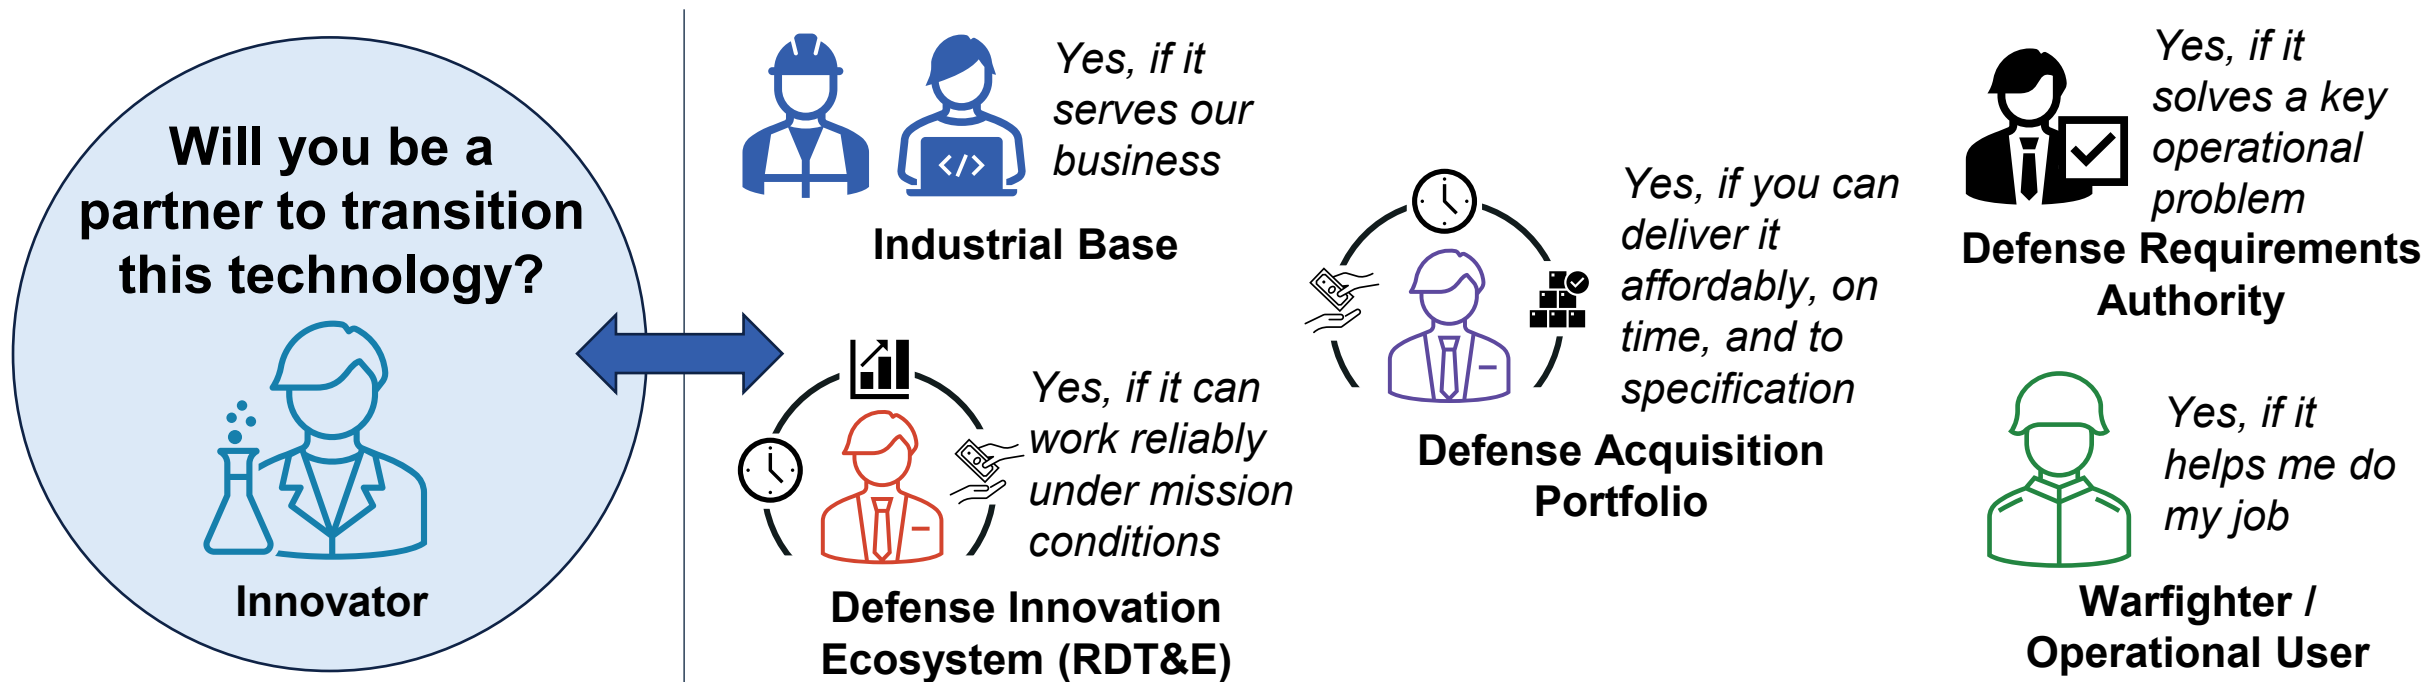 Will you be a
partner to transition
this technology?
Innovator
Yes, if it
serves our
business
</>
Industrial Base
Yes, if it can
work reliably
under mission
conditions
Defense Innovation
Ecosystem (RDT&E)
Yes, if you can
deliver it
affordably, on
time, and to
specification
Defense Acquisition
Portfolio
Yes, if it
solves a key
operational
problem
Defense Requirements
Authority
Yes, if it
helps me do
my job
Warfighter /
Operational User